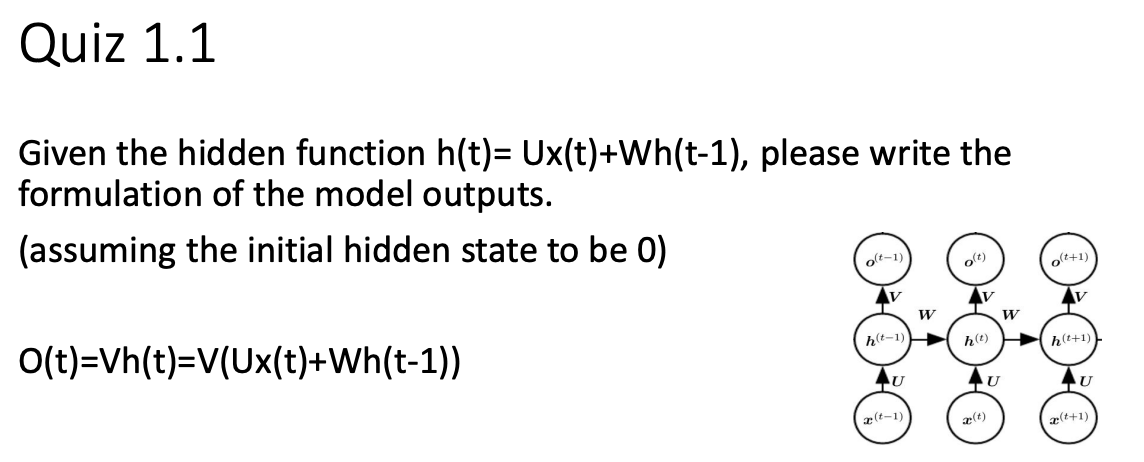 Quiz 1.1
Given the hidden function h(t)= Ux(t)+Wh(t-1), please write the
formulation of the model outputs.
(assuming the initial hidden state to be 0)
O(t)=Vh(t)=V(Ux(t)+Wh(t-1))
o(t−1) o(t) o(t+1)
V V V
W W
h(t−1) h(t) h(t+1)
U U U
x(t−1) x(t) x(t+1)